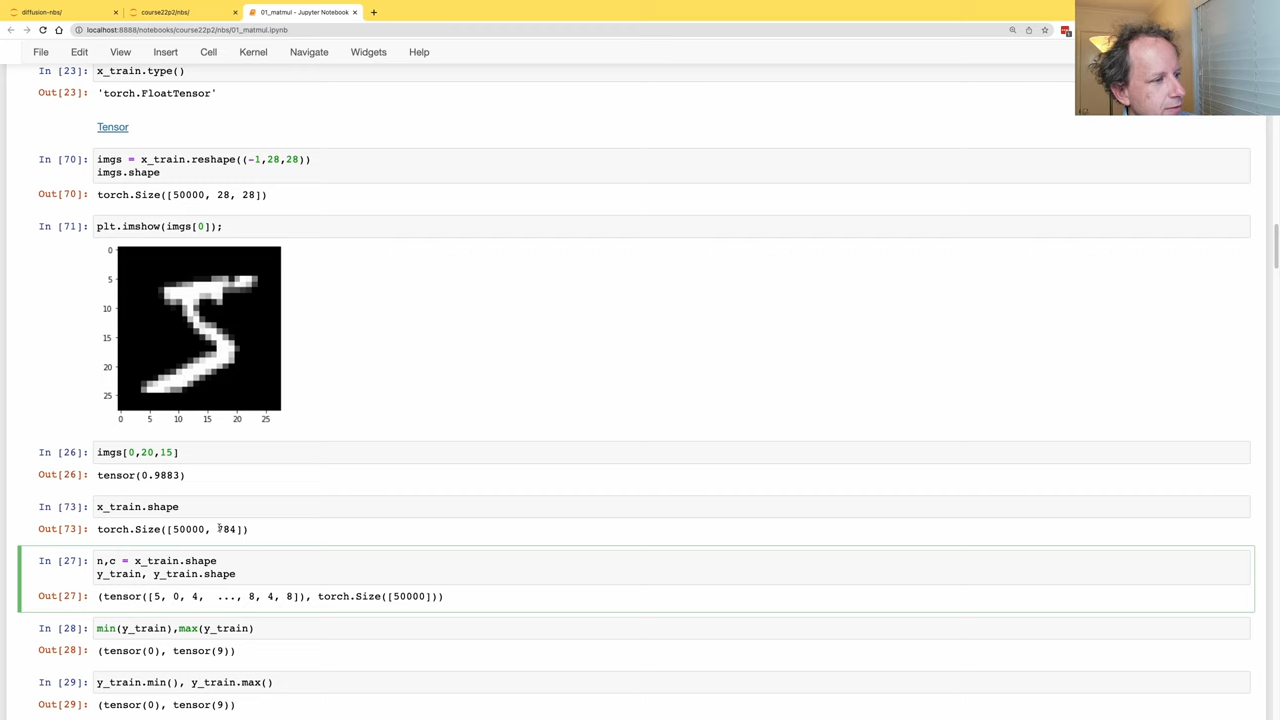 diffusion-nbs/
course22p2/nbs/
01_matmul - Jupyter Notebook
localhost:8888/notebooks/course22p2/nbs/01_matmul.ipynb
File Edit View Insert Cell Kernel Navigate Widgets Help
In [23]: x_train.type()
Out[23]: 'torch.FloatTensor'
Tensor
In [70]: imgs = x_train.reshape((-1,28,28))
imgs.shape
Out[70]: torch.Size([50000, 28, 28])
In [71]: plt.imshow(imgs[0]);
0
5
10
15
20
25
0 5 10 15 20 25
In [26]: imgs[0,20,15]
Out[26]: tensor(0.9883)
In [73]: x_train.shape
Out[73]: torch.Size([50000, 784])
In [27]: n,c = x_train.shape
y_train, y_train.shape
Out[27]: (tensor([5, 0, 4, ..., 8, 4, 8]), torch.Size([50000]))
In [28]: min(y_train),max(y_train)
Out[28]: (tensor(0), tensor(9))
In [29]: y_train.min(), y_train.max()
Out[29]: (tensor(0), tensor(9))